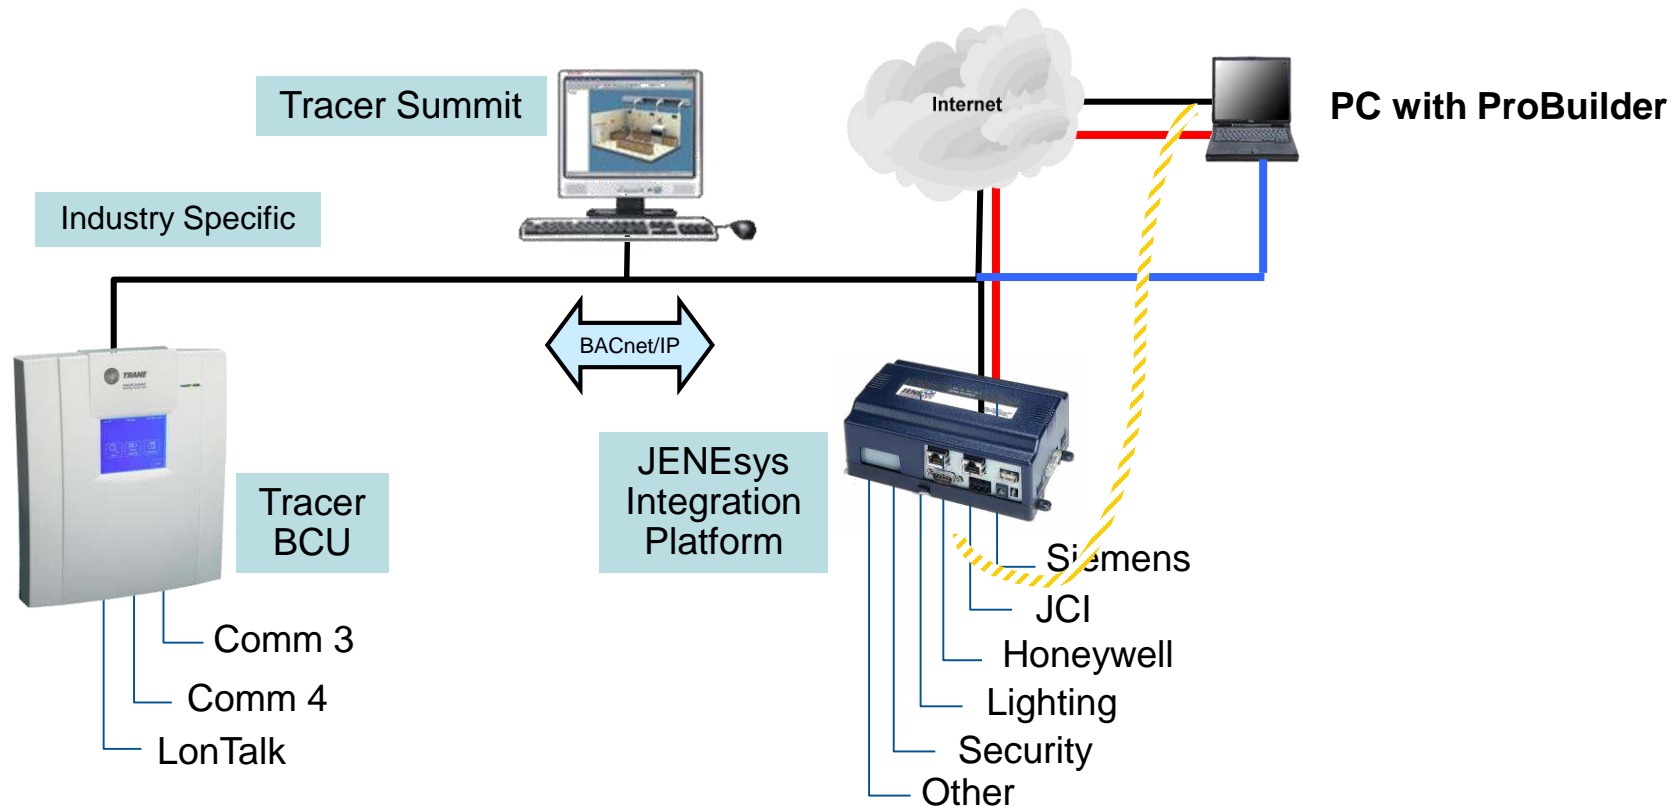 Tracer Summit
Internet
PC with ProBuilder
Industry Specific
BACnet/IP
TRANE
JENEsys
Integration
Platform
Tracer
BCU
Siemens
JCI
Honeywell
Lighting
Security
Other
Comm 3
Comm 4
LonTalk